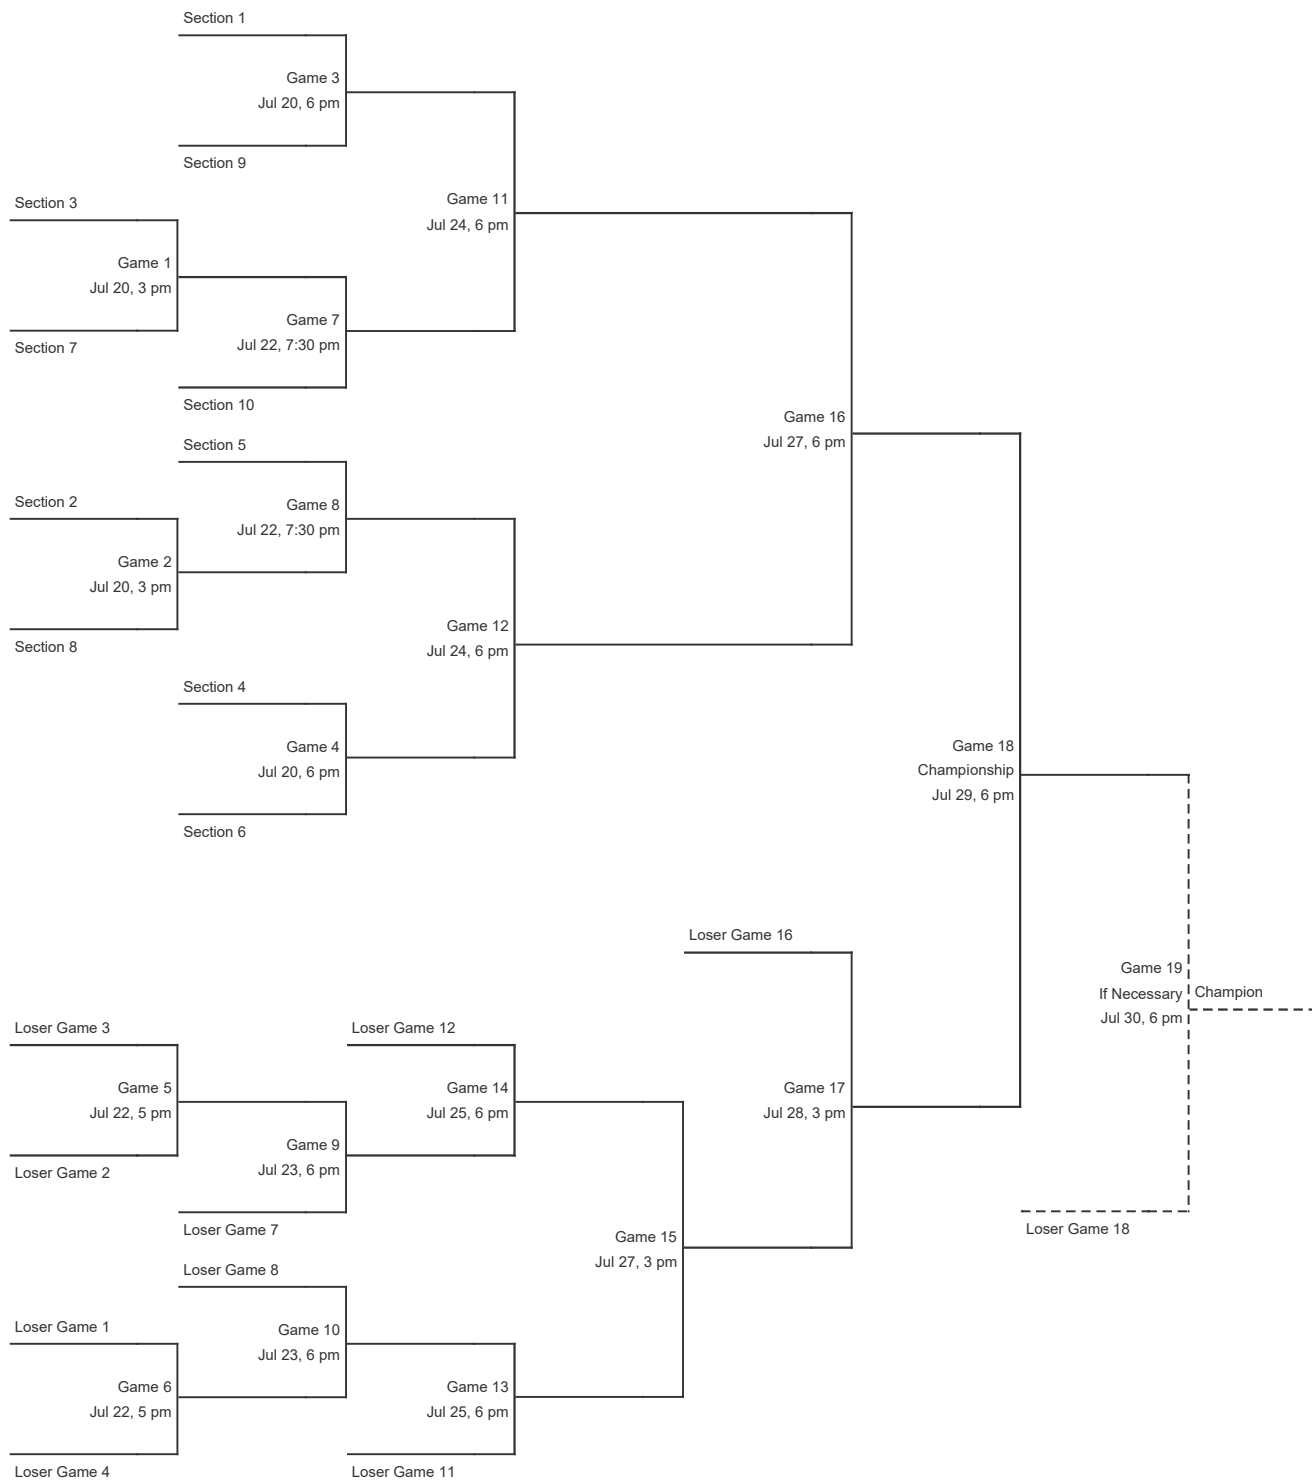 Section 1
Game 3
Jul 20, 6 pm
Section 9
Section 3
Game 1
Jul 20, 3 pm
Section 7
Game 7
Jul 22, 7:30 pm
Section 10
Game 11
Jul 24, 6 pm
Section 5
Game 8
Jul 22, 7:30 pm
Section 2
Game 2
Jul 20, 3 pm
Section 8
Game 12
Jul 24, 6 pm
Section 4
Game 4
Jul 20, 6 pm
Section 6
Game 16
Jul 27, 6 pm
Game 18
Championship
Jul 29, 6 pm
Loser Game 16
Game 19
If Necessary
Jul 30, 6 pm
Champion
Loser Game 3
Game 5
Jul 22, 5 pm
Loser Game 2
Loser Game 12
Game 14
Jul 25, 6 pm
Game 9
Jul 23, 6 pm
Loser Game 7
Game 17
Jul 28, 3 pm
Loser Game 18
Game 15
Jul 27, 3 pm
Loser Game 8
Game 10
Jul 23, 6 pm
Loser Game 1
Game 6
Jul 22, 5 pm
Loser Game 4
Game 13
Jul 25, 6 pm
Loser Game 11